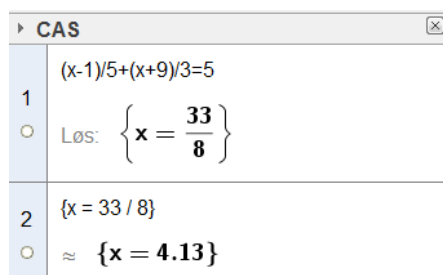 CAS
1
(x-1)/5+(x+9)/3=5
Løs: {x = 33/8}
2
{x = 33 / 8}
≈ {x = 4.13}